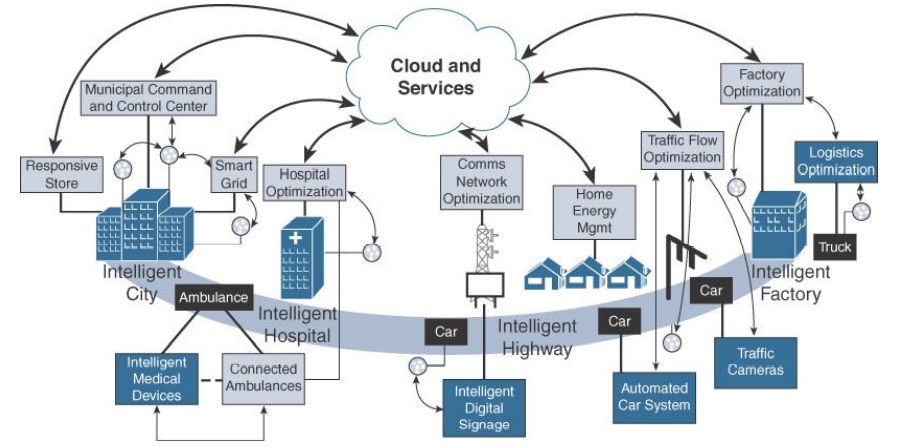 Cloud and
Services
Municipal Command
and Control Center
Factory
Optimization
Responsive
Store
Smart
Grid
Hospital
Optimization
Comms
Network
Optimization
Home
Energy
Mgmt
Traffic Flow
Optimization
Logistics
Optimization
Truck
Intelligent
City
Intelligent
Factory
Ambulance
Intelligent
Hospital
Car
Intelligent
Highway
Car
Car
Intelligent
Medical
Devices
Connected
Ambulances
Intelligent
Digital
Signage
Automated
Car System
Traffic
Cameras